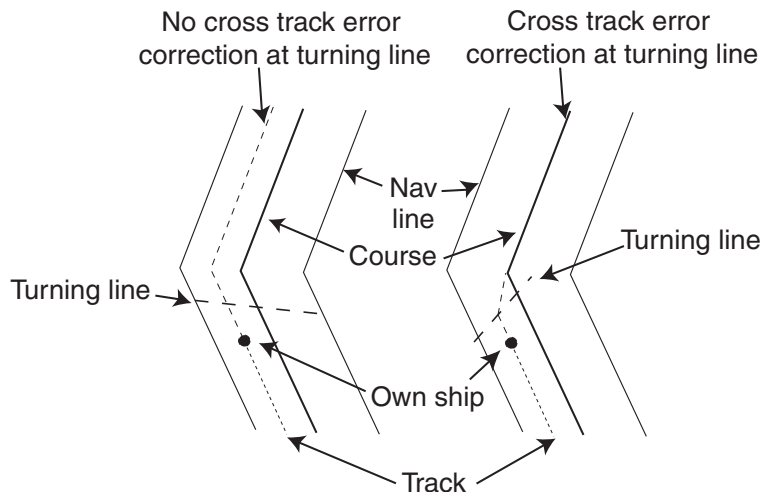 No cross track error
correction at turning line
Cross track error
correction at turning line
Nav
line
Course
Turning line
Turning line
Own ship
Track